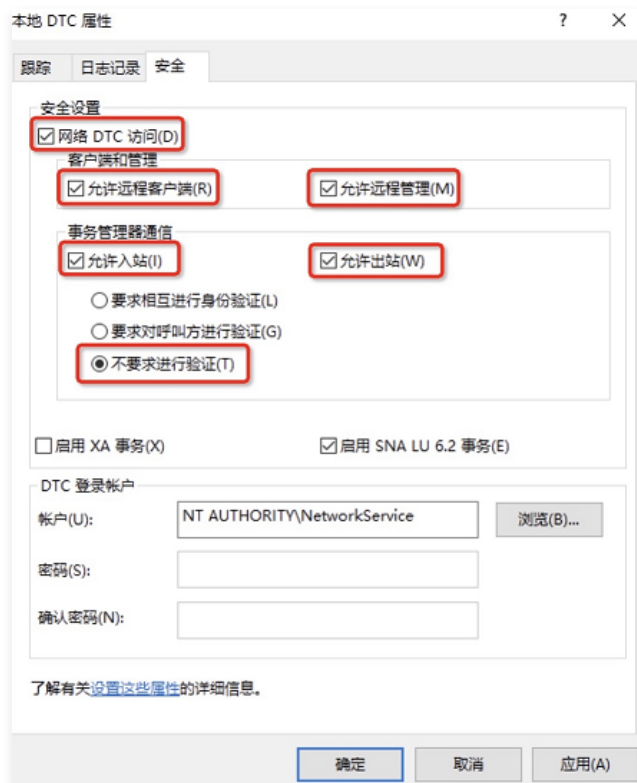 本地 DTC 属性
跟踪 日志记录 安全
安全设置
网络 DTC 访问(D)
客户端和管理
允许远程客户端(R) 允许远程管理(M)
事务管理器通信
允许入站(I) 允许出站(W)
要求相互进行身份验证(L)
要求对呼叫方进行验证(G)
不要求进行验证(T)
启用 XA 事务(X) 启用 SNA LU 6.2 事务(E)
DTC 登录帐户
帐户(U): NT AUTHORITY\NetworkService 浏览(B)...
密码(S):
确认密码(N):
了解有关设置这些属性的详细信息。
确定 取消 应用(A)